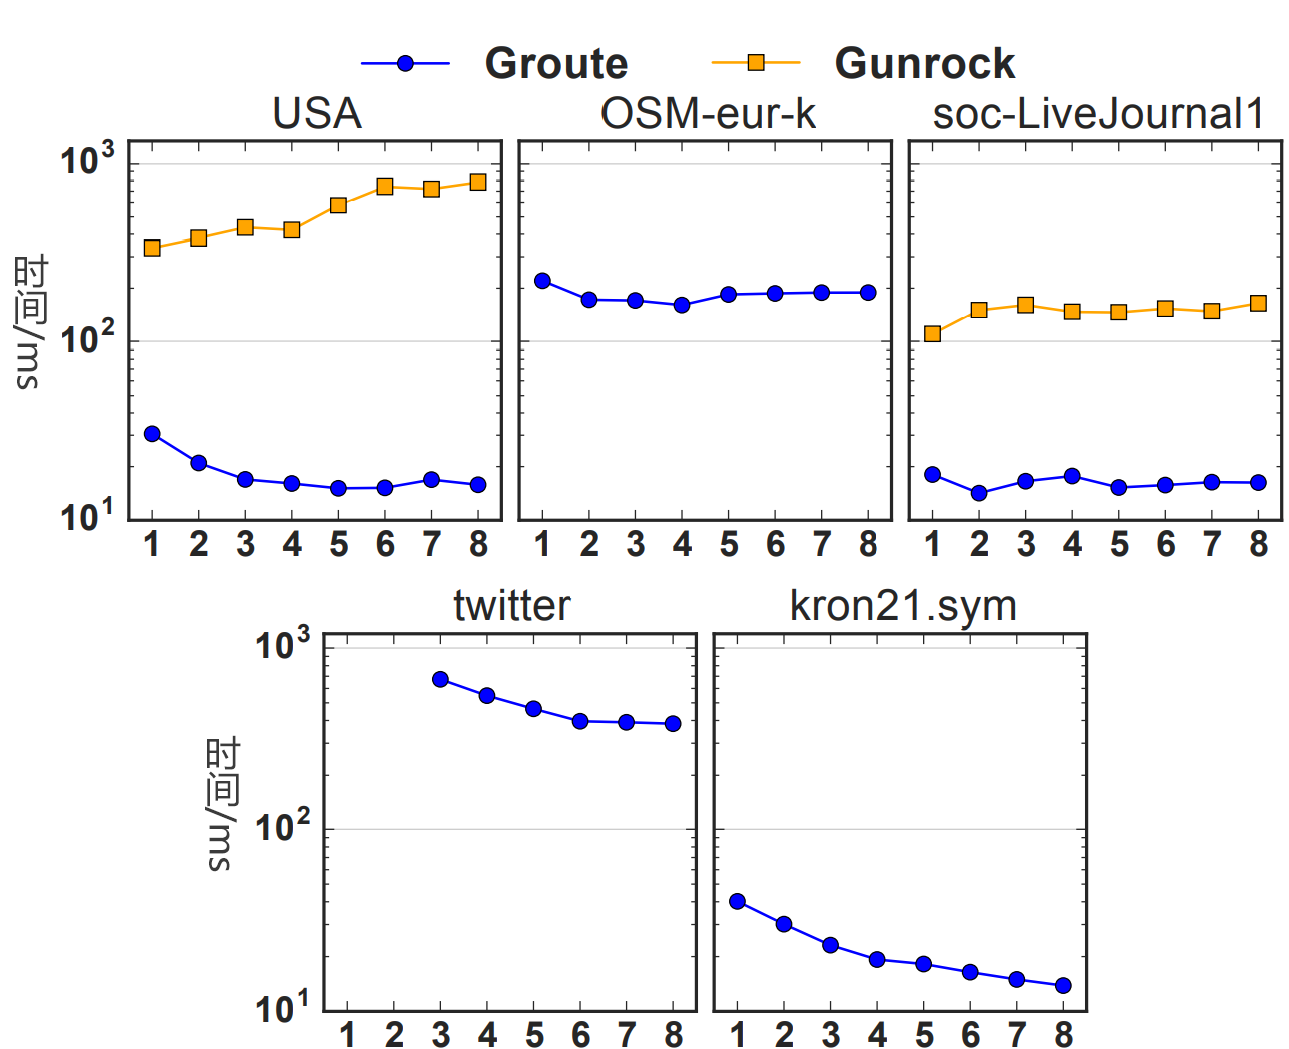 Groute Gunrock
USA OSM-eur-k soc-LiveJournal1
10³
10²
10¹
时间/ms
1 2 3 4 5 6 7 8 1 2 3 4 5 6 7 8 1 2 3 4 5 6 7 8
twitter kron21.sym
10³
10²
10¹
时间/ms
1 2 3 4 5 6 7 8 1 2 3 4 5 6 7 8